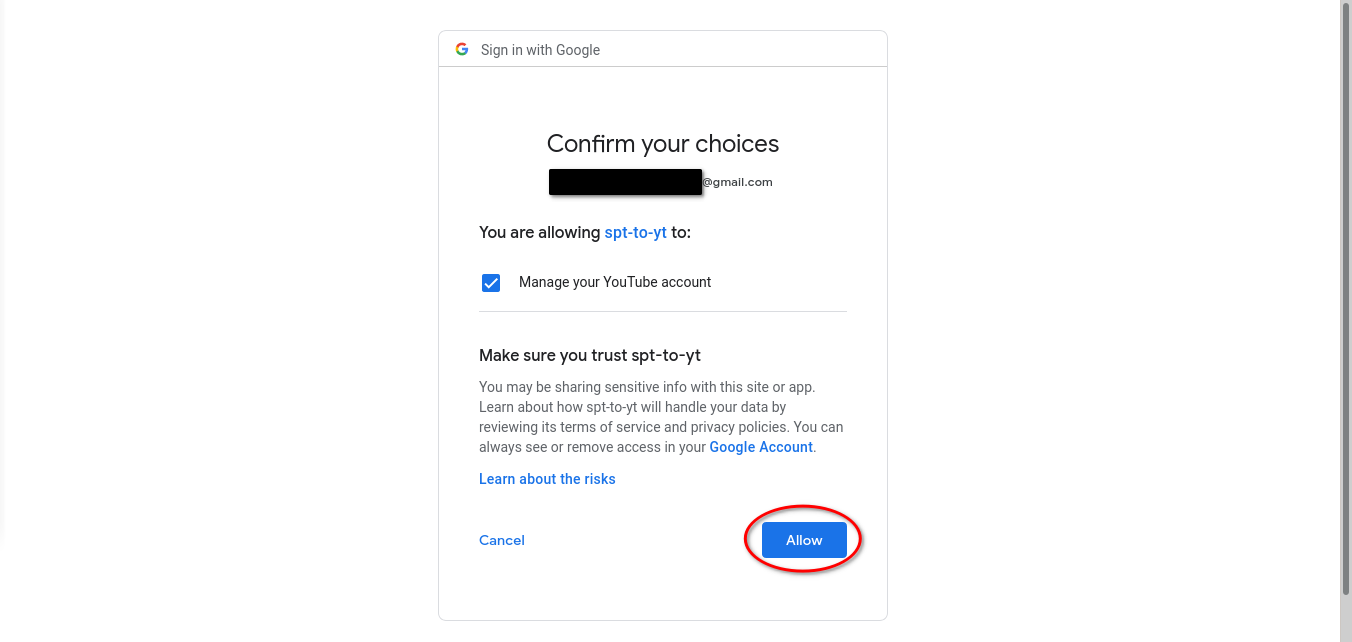 Sign in with Google
Confirm your choices
@gmail.com
You are allowing spt-to-yt to:
Manage your YouTube account
Make sure you trust spt-to-yt
You may be sharing sensitive info with this site or app.
Learn about how spt-to-yt will handle your data by
reviewing its terms of service and privacy policies. You can
always see or remove access in your Google Account.
Learn about the risks
Cancel
Allow